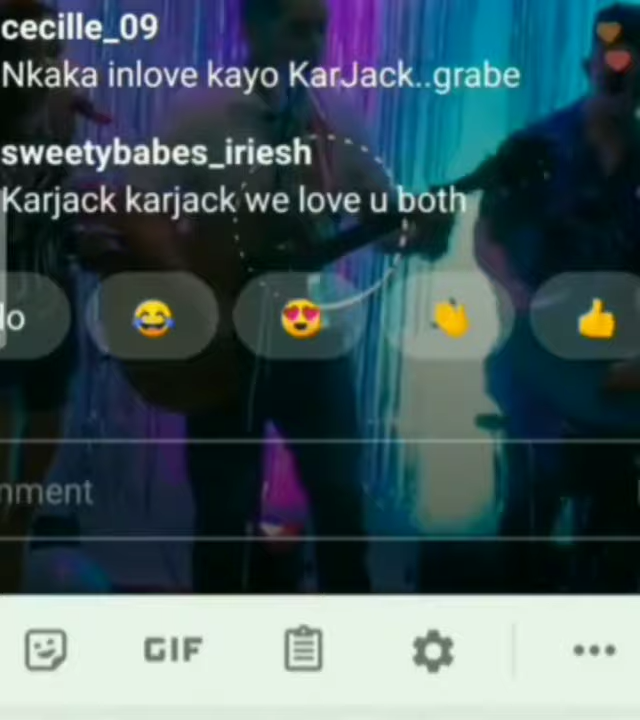 cecille_09
Nkaka inlove kayo KarJack..grabe
sweetybabes_iriesh
Karjack karjack we love u both
lo
nment
GIF